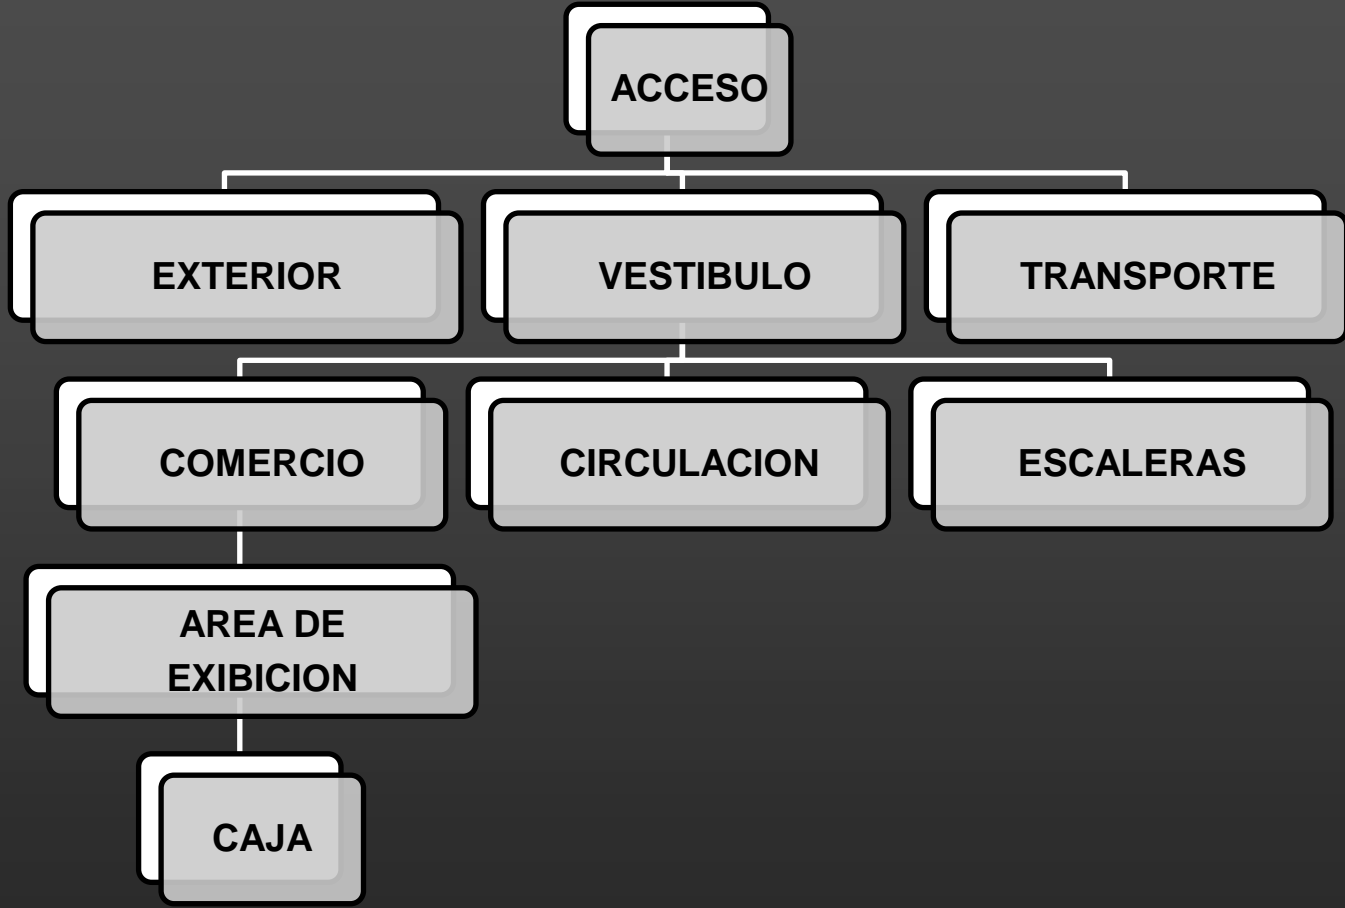 ACCESO
EXTERIOR
VESTIBULO
TRANSPORTE
COMERCIO
CIRCULACION
ESCALERAS
AREA DE
EXIBICION
CAJA